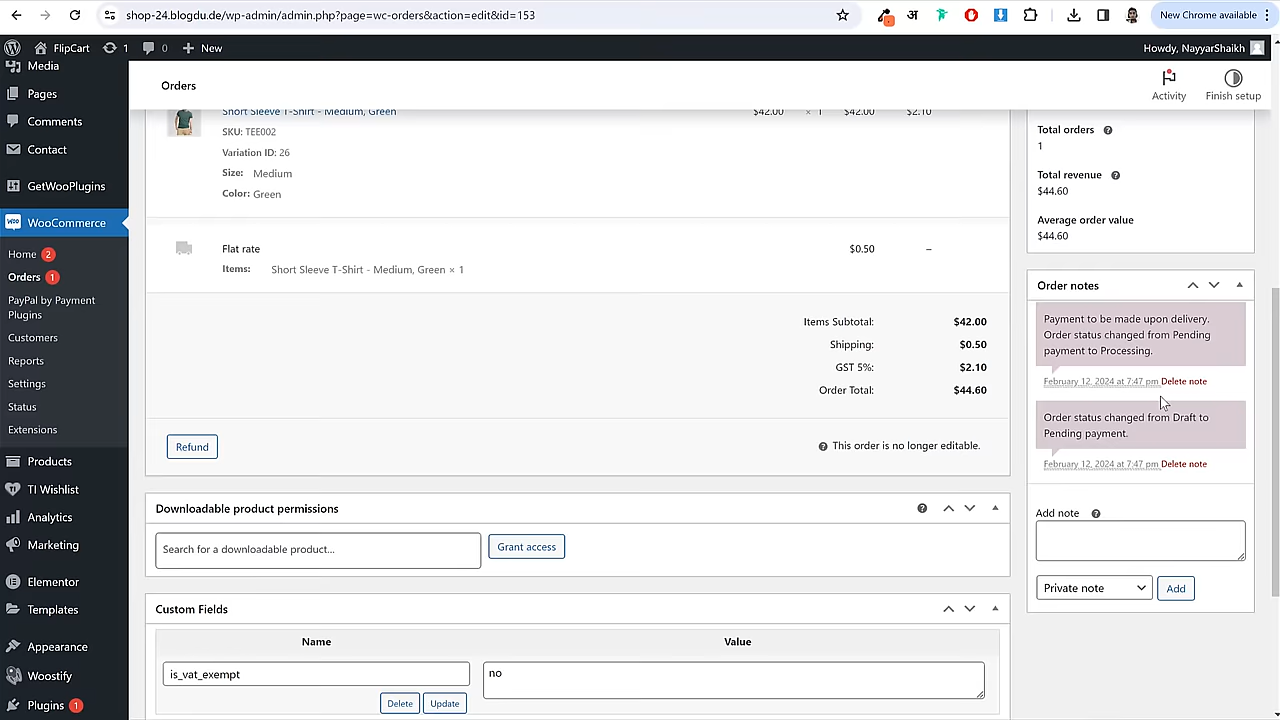 shop-24.blogdu.de/wp-admin/admin.php?page=wc-orders&action=edit&id=153
अ
New Chrome available
FlipCart
1
0
New
Howdy, NayyarShaikh
Media
Pages
Comments
Contact
GetWooPlugins
WooCommerce
Home 2
Orders 1
PayPal by Payment
Plugins
Customers
Reports
Settings
Status
Extensions
Products
TI Wishlist
Analytics
Marketing
Elementor
Templates
Appearance
Woostify
Plugins 1
Orders
Activity
Finish setup
Short Sleeve T-Shirt - Medium, Green
$42.00 × 1 $42.00 $2.10
SKU: TEE002
Variation ID: 26
Size: Medium
Color: Green
Flat rate
$0.50 –
Items: Short Sleeve T-Shirt - Medium, Green × 1
Items Subtotal: $42.00
Shipping: $0.50
GST 5%: $2.10
Order Total: $44.60
Refund
This order is no longer editable.
Downloadable product permissions
Search for a downloadable product...
Grant access
Custom Fields
Name Value
is_vat_exempt
no
Delete Update
Total orders
1
Total revenue
$44.60
Average order value
$44.60
Order notes
Payment to be made upon delivery.
Order status changed from Pending
payment to Processing.
February 12, 2024 at 7:47 pm Delete note
Order status changed from Draft to
Pending payment.
February 12, 2024 at 7:47 pm Delete note
Add note
Private note
Add